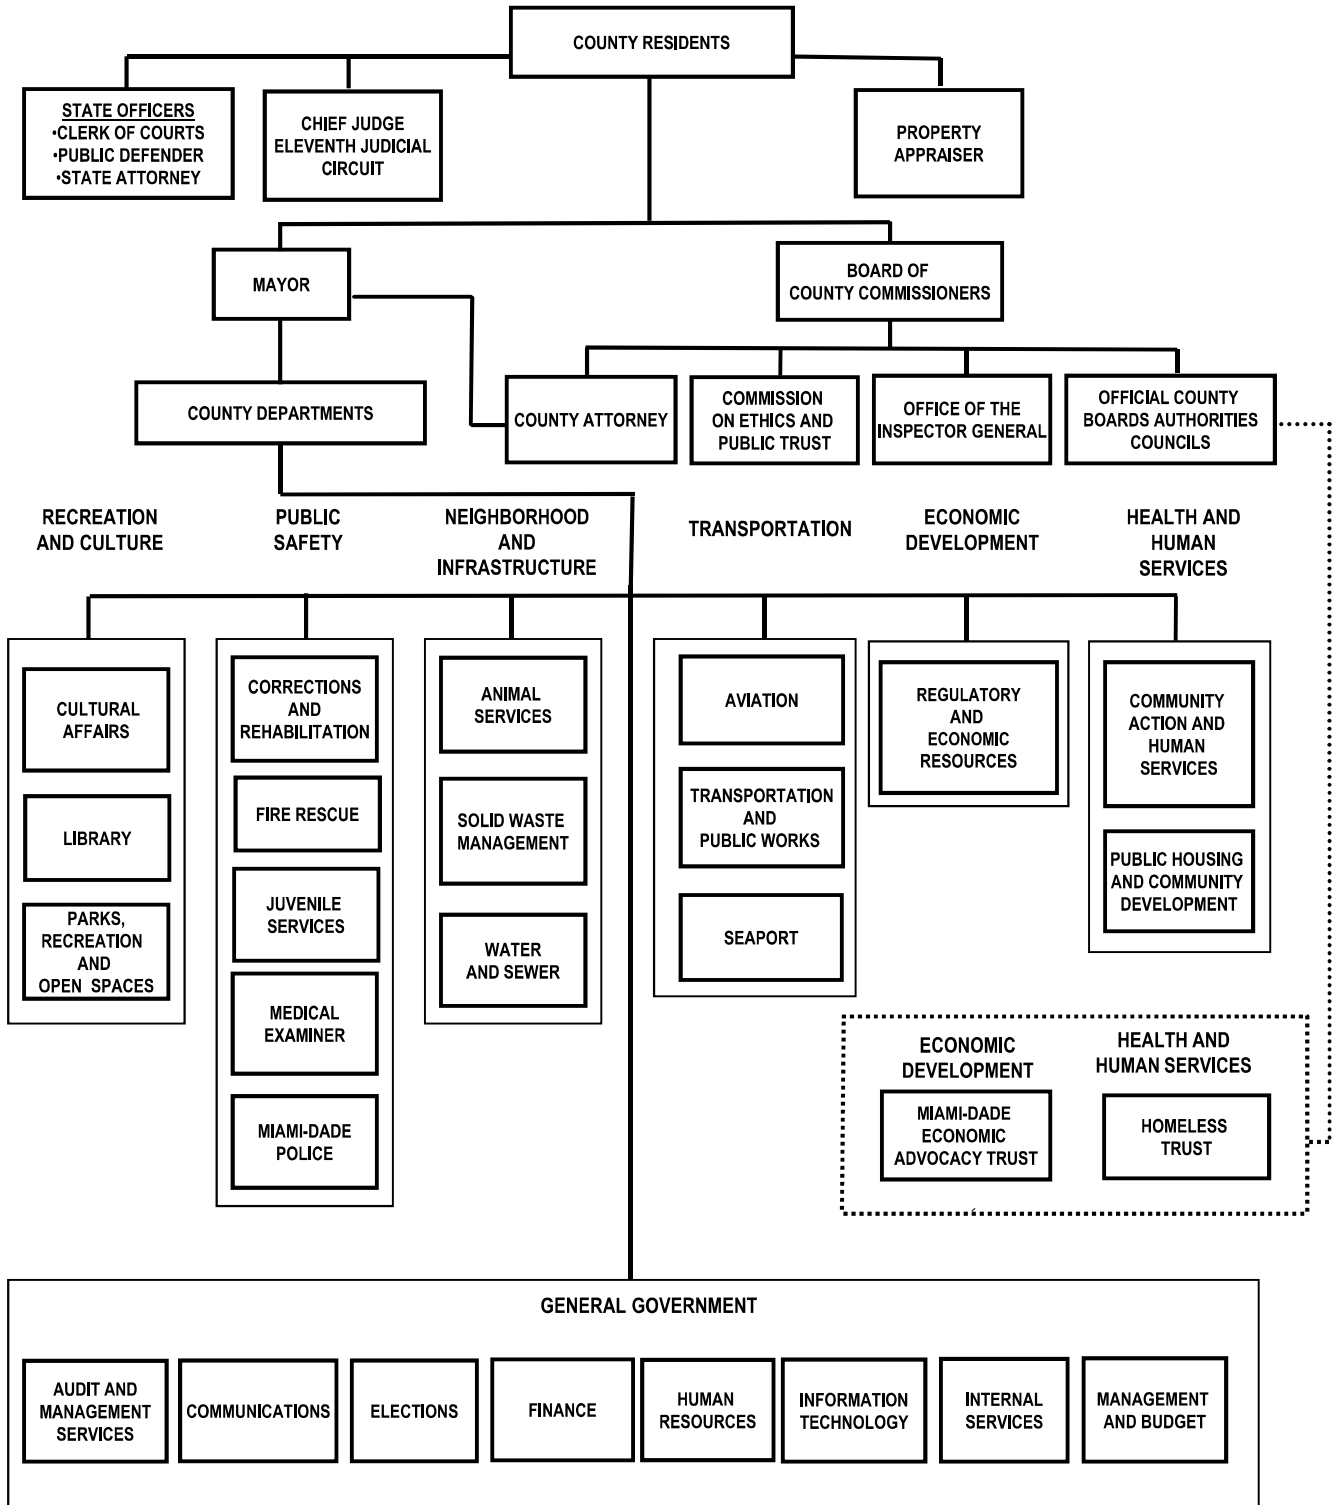 COUNTY RESIDENTS
STATE OFFICERS
•CLERK OF COURTS
•PUBLIC DEFENDER
•STATE ATTORNEY
CHIEF JUDGE
ELEVENTH JUDICIAL
CIRCUIT
PROPERTY
APPRAISER
MAYOR
BOARD OF
COUNTY COMMISSIONERS
COUNTY DEPARTMENTS
COUNTY ATTORNEY
COMMISSION
ON ETHICS AND
PUBLIC TRUST
OFFICE OF THE
INSPECTOR GENERAL
OFFICIAL COUNTY
BOARDS AUTHORITIES
COUNCILS
RECREATION
AND CULTURE
PUBLIC
SAFETY
NEIGHBORHOOD
AND
INFRASTRUCTURE
TRANSPORTATION
ECONOMIC
DEVELOPMENT
HEALTH AND
HUMAN
SERVICES
CULTURAL
AFFAIRS
LIBRARY
PARKS,
RECREATION
AND
OPEN SPACES
CORRECTIONS
AND
REHABILITATION
FIRE RESCUE
JUVENILE
SERVICES
MEDICAL
EXAMINER
MIAMI-DADE
POLICE
ANIMAL
SERVICES
SOLID WASTE
MANAGEMENT
WATER
AND SEWER
AVIATION
TRANSPORTATION
AND
PUBLIC WORKS
SEAPORT
REGULATORY
AND
ECONOMIC
RESOURCES
COMMUNITY
ACTION AND
HUMAN
SERVICES
PUBLIC HOUSING
AND COMMUNITY
DEVELOPMENT
ECONOMIC
DEVELOPMENT
MIAMI-DADE
ECONOMIC
ADVOCACY TRUST
HEALTH AND
HUMAN SERVICES
HOMELESS
TRUST
GENERAL GOVERNMENT
AUDIT AND
MANAGEMENT
SERVICES
COMMUNICATIONS
ELECTIONS
FINANCE
HUMAN
RESOURCES
INFORMATION
TECHNOLOGY
INTERNAL
SERVICES
MANAGEMENT
AND BUDGET